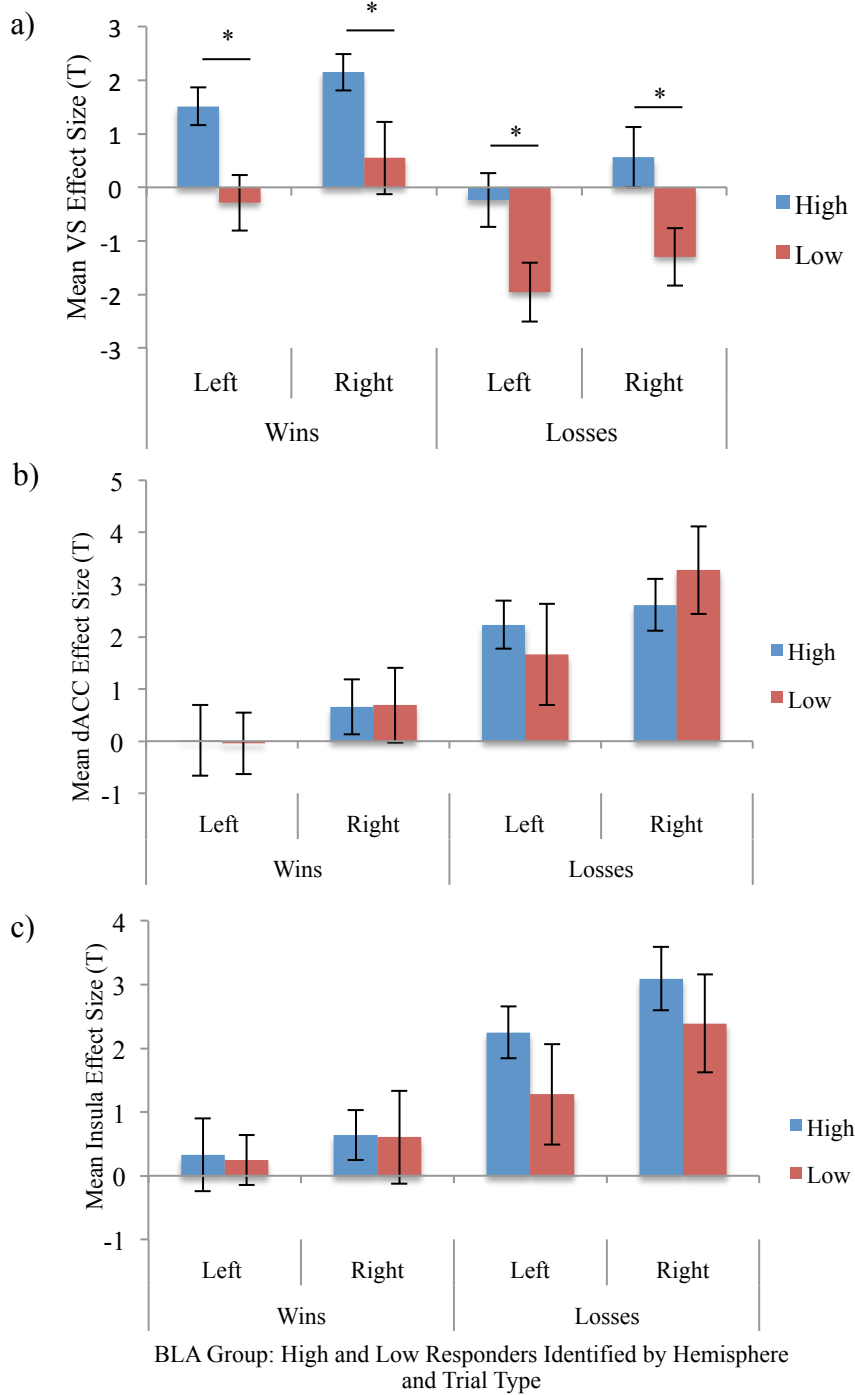 a)
Mean VS Effect Size (T)
3
2
1
0
-1
-2
-3
*
*
*
*
High
Low
Left
Right
Left
Right
Wins
Losses
b)
Mean dACC Effect Size (T)
5
4
3
2
1
0
-1
High
Low
Left
Right
Left
Right
Wins
Losses
c)
Mean Insula Effect Size (T)
4
3
2
1
0
-1
High
Low
Left
Right
Left
Right
Wins
Losses
BLA Group: High and Low Responders Identified by Hemisphere
and Trial Type